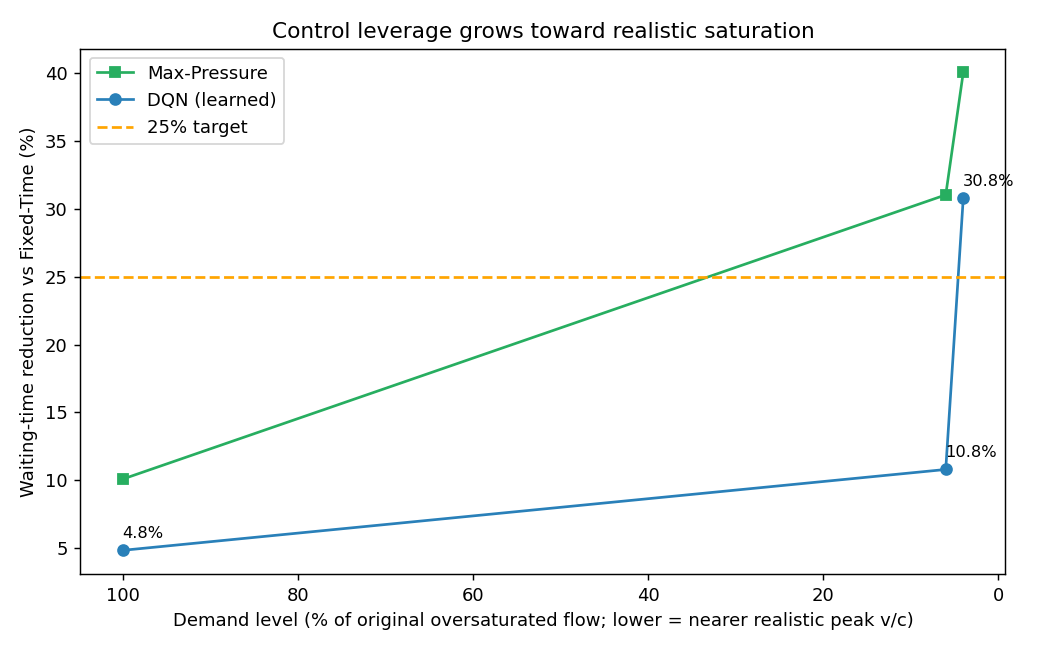 Control leverage grows toward realistic saturation
Waiting-time reduction vs Fixed-Time (%)
40
35
30
25
20
15
10
5
Max-Pressure
DQN (learned)
25% target
30.8%
10.8%
4.8%
100
80
60
40
20
0
Demand level (% of original oversaturated flow; lower = nearer realistic peak v/c)